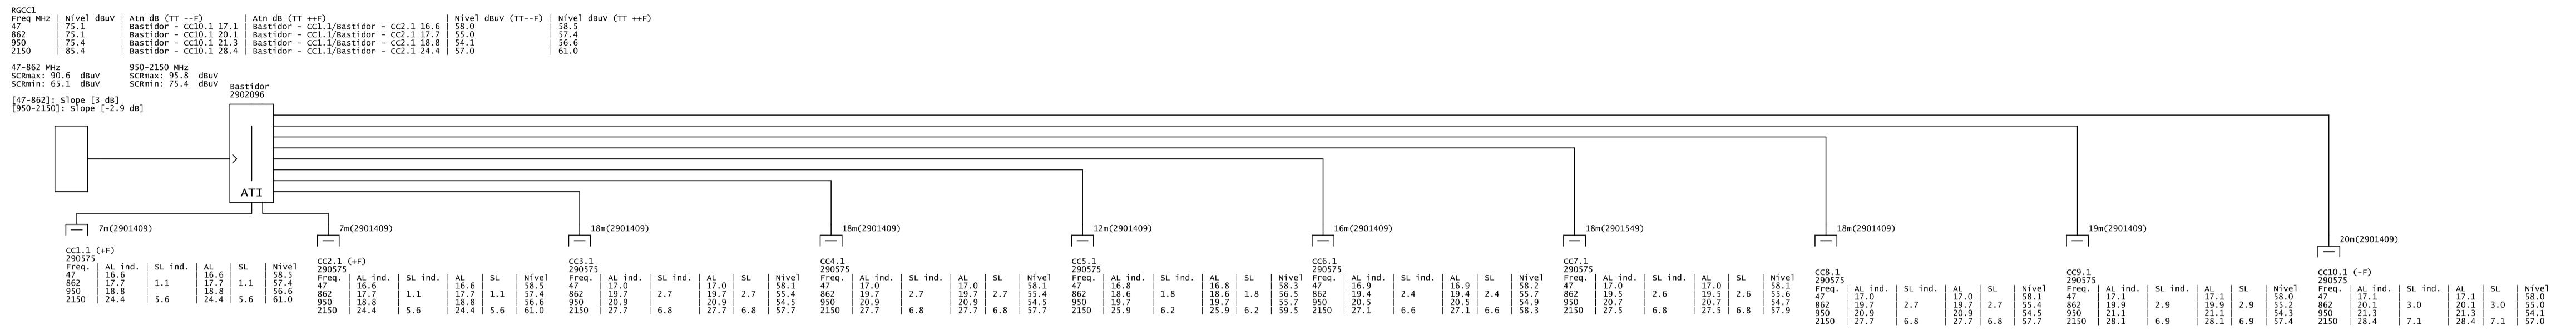 RGCC1
Freq MHz | Nivel dBuV | Atn dB (TT --F) | Atn dB (TT ++F) | Nivel dBuV (TT--F) | Nivel dBuV (TT ++F)
47 | 75.1 | Bastidor - CC10.1 17.1 | Bastidor - CC1.1/Bastidor - CC2.1 16.6 | 58.0 | 58.5
862 | 75.1 | Bastidor - CC10.1 20.1 | Bastidor - CC1.1/Bastidor - CC2.1 17.7 | 55.0 | 57.4
950 | 75.4 | Bastidor - CC10.1 21.3 | Bastidor - CC1.1/Bastidor - CC2.1 18.8 | 54.1 | 56.6
2150 | 85.4 | Bastidor - CC10.1 28.4 | Bastidor - CC1.1/Bastidor - CC2.1 24.4 | 57.0 | 61.0
47-862 MHz 950-2150 MHz
SCRmax: 90.6 dBuV SCRmax: 95.8 dBuV
SCRmin: 65.1 dBuV SCRmin: 75.4 dBuV
[47-862]: Slope [3 dB]
[950-2150]: Slope [-2.9 dB]
Bastidor
2902096
ATI
7m(2901409)
CC1.1 (+F)
290575
Freq. | AL ind. | SL ind. | AL | SL | Nivel
47 | 16.6 | | 16.6 | | 58.5
862 | 17.7 | 1.1 | 17.7 | 1.1 | 57.4
950 | 18.8 | | 18.8 | | 56.6
2150 | 24.4 | 5.6 | 24.4 | 5.6 | 61.0
7m(2901409)
CC2.1 (+F)
290575
Freq. | AL ind. | SL ind. | AL | SL | Nivel
47 | 16.6 | | 16.6 | | 58.5
862 | 17.7 | 1.1 | 17.7 | 1.1 | 57.4
950 | 18.8 | | 18.8 | | 56.6
2150 | 24.4 | 5.6 | 24.4 | 5.6 | 61.0
18m(2901409)
CC3.1
290575
Freq. | AL ind. | SL ind. | AL | SL | Nivel
47 | 17.0 | | 17.0 | | 58.1
862 | 19.7 | 2.7 | 19.7 | 2.7 | 55.4
950 | 20.9 | | 20.9 | | 54.5
2150 | 27.7 | 6.8 | 27.7 | 6.8 | 57.7
18m(2901409)
CC4.1
290575
Freq. | AL ind. | SL ind. | AL | SL | Nivel
47 | 17.0 | | 17.0 | | 58.1
862 | 19.7 | 2.7 | 19.7 | 2.7 | 55.4
950 | 20.9 | | 20.9 | | 54.5
2150 | 27.7 | 6.8 | 27.7 | 6.8 | 57.7
12m(2901409)
CC5.1
290575
Freq. | AL ind. | SL ind. | AL | SL | Nivel
47 | 16.8 | | 16.8 | | 58.3
862 | 18.6 | 1.8 | 18.6 | 1.8 | 56.5
950 | 19.7 | | 19.7 | | 55.7
2150 | 25.9 | 6.2 | 25.9 | 6.2 | 59.5
16m(2901409)
CC6.1
290575
Freq. | AL ind. | SL ind. | AL | SL | Nivel
47 | 16.9 | | 16.9 | | 58.2
862 | 19.4 | 2.4 | 19.4 | 2.4 | 55.7
950 | 20.5 | | 20.5 | | 54.9
2150 | 27.1 | 6.6 | 27.1 | 6.6 | 58.3
18m(2901549)
CC7.1
290575
Freq. | AL ind. | SL ind. | AL | SL | Nivel
47 | 17.0 | | 17.0 | | 58.1
862 | 19.5 | 2.6 | 19.5 | 2.6 | 55.6
950 | 20.7 | | 20.7 | | 54.7
2150 | 27.5 | 6.8 | 27.5 | 6.8 | 57.9
18m(2901409)
CC8.1
290575
Freq. | AL ind. | SL ind. | AL | SL | Nivel
47 | 17.0 | | 17.0 | | 58.1
862 | 19.7 | 2.7 | 19.7 | 2.7 | 55.4
950 | 20.9 | | 20.9 | | 54.5
2150 | 27.7 | 6.8 | 27.7 | 6.8 | 57.7
19m(2901409)
CC9.1
290575
Freq. | AL ind. | SL ind. | AL | SL | Nivel
47 | 17.1 | | 17.1 | | 58.0
862 | 19.9 | 2.9 | 19.9 | 2.9 | 55.2
950 | 21.1 | | 21.1 | | 54.3
2150 | 28.1 | 6.9 | 28.1 | 6.9 | 57.4
20m(2901409)
CC10.1 (-F)
290575
Freq. | AL ind. | SL ind. | AL | SL | Nivel
47 | 17.1 | | 17.1 | | 58.0
862 | 20.1 | 3.0 | 20.1 | 3.0 | 55.0
950 | 21.3 | | 21.3 | | 54.1
2150 | 28.4 | 7.1 | 28.4 | 7.1 | 57.0